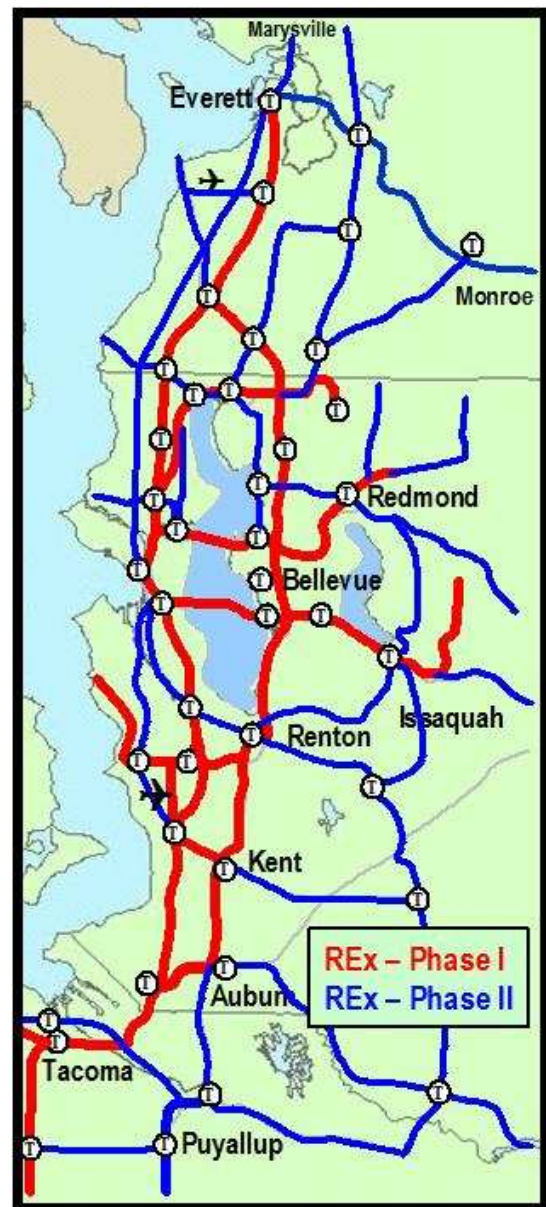 Marysville
Everett
Monroe
Redmond
Bellevue
Issaquah
Renton
Kent
REx – Phase I
REx – Phase II
Auburn
Tacoma
Puyallup